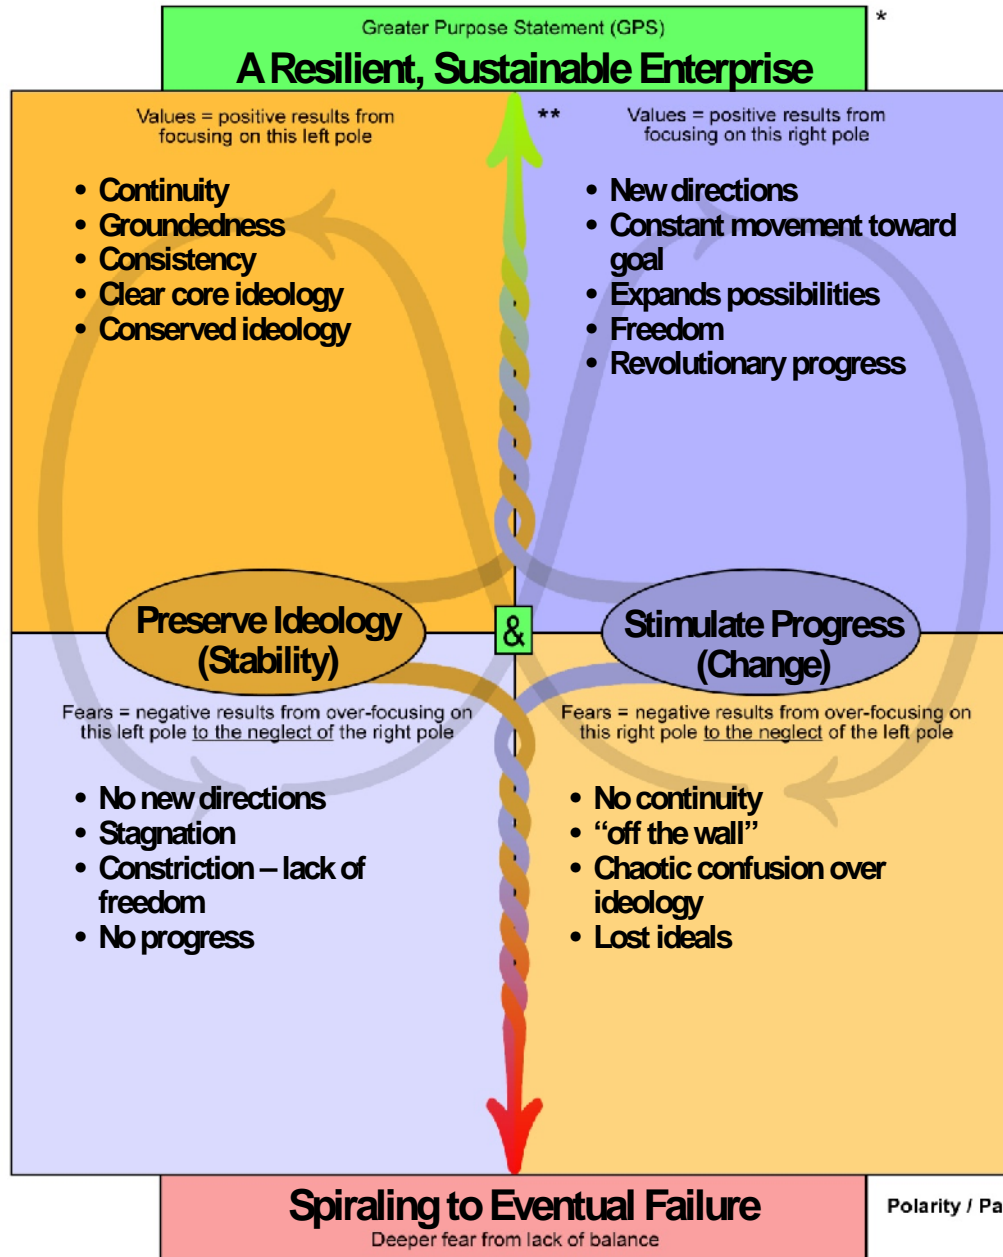 Greater Purpose Statement (GPS)
*
A Resilient, Sustainable Enterprise
Values = positive results from
focusing on this left pole
**
Values = positive results from
focusing on this right pole
• Continuity
• Groundedness
• Consistency
• Clear core ideology
• Conserved ideology
• New directions
• Constant movement toward
goal
• Expands possibilities
• Freedom
• Revolutionary progress
Preserve Ideology
(Stability)
&
Stimulate Progress
(Change)
Fears = negative results from over-focusing on
this left pole to the neglect of the right pole
Fears = negative results from over-focusing on
this right pole to the neglect of the left pole
• No new directions
• Stagnation
• Constriction – lack of
freedom
• No progress
• No continuity
• “off the wall”
• Chaotic confusion over
ideology
• Lost ideals
Spiraling to Eventual Failure
Deeper fear from lack of balance
Polarity / Pa